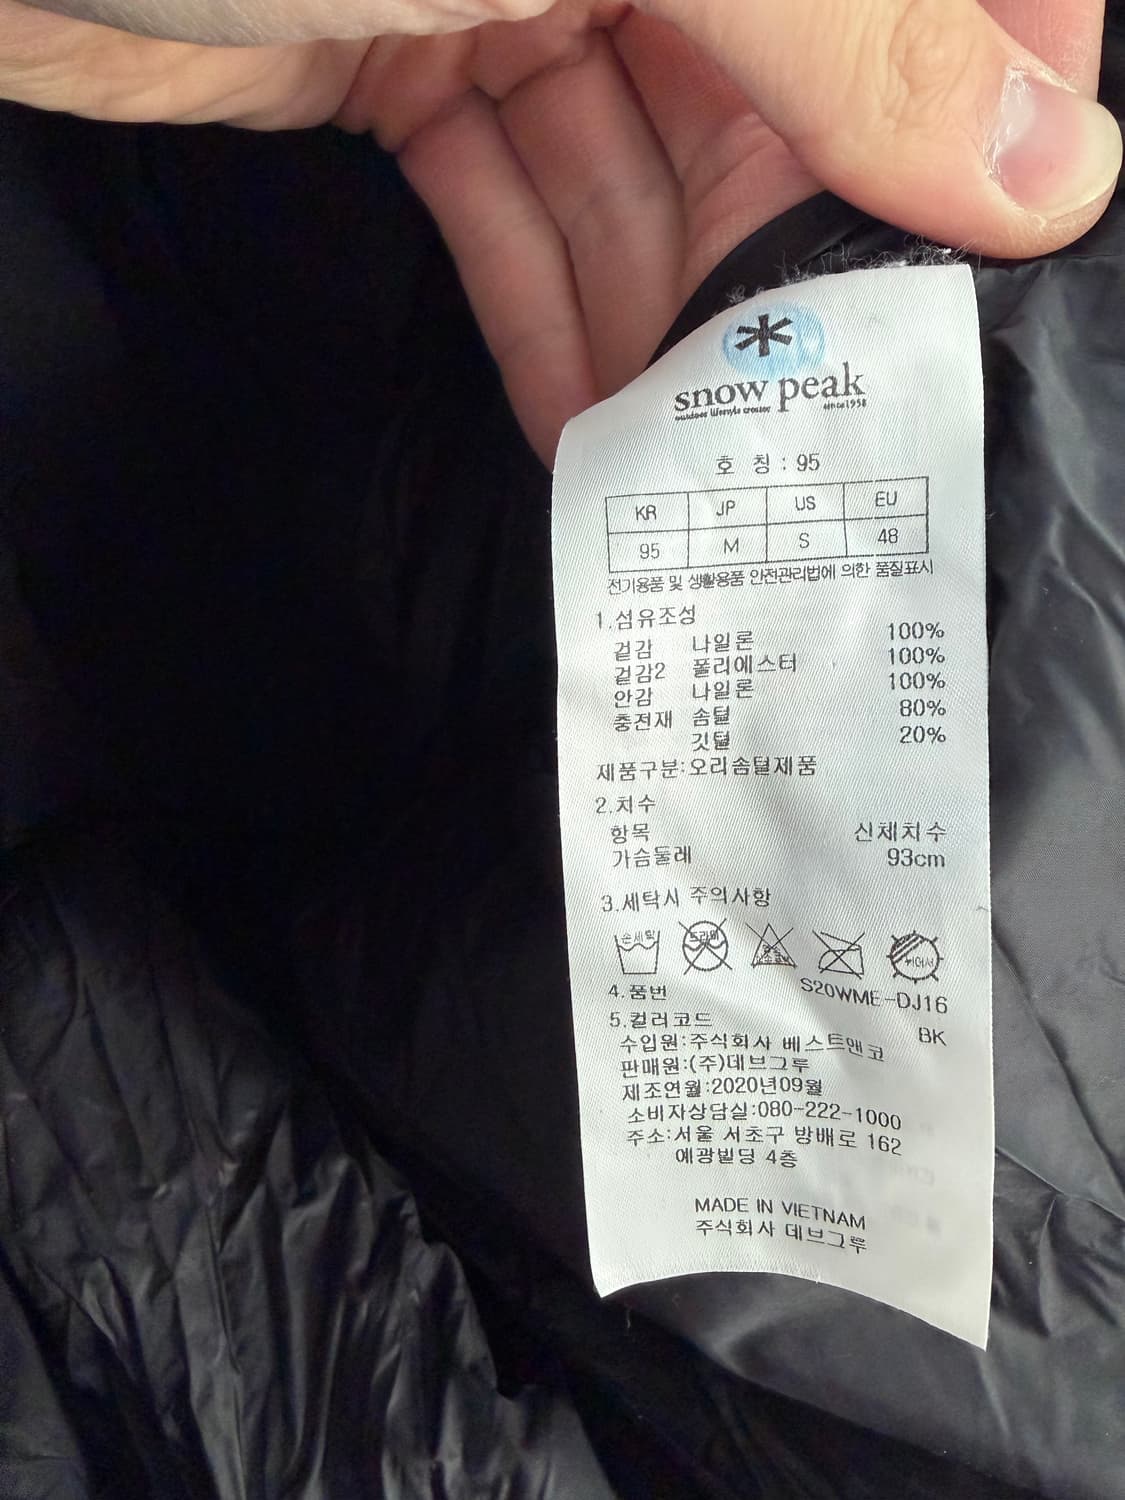 snow peak
outdoor lifestyle creator since1958
호 칭 : 95
KR JP US EU
95 M S 48
전기용품 및 생활용품 안전관리법에 의한 품질표시
1.섬유조성
겉감 나일론 100%
겉감2 폴리에스터 100%
안감 나일론 100%
충전재 솜털 80%
깃털 20%
제품구분:오리솜털제품
2.치수
항목 신체치수
가슴둘레 93cm
3.세탁시 주의사항
손세탁 드라이 뉘어서
4.품번 S20WME-DJ16
5.컬러코드 BK
수입원:주식회사 베스트앤코
판매원:(주)데브그루
제조연월:2020년09월
소비자상담실:080-222-1000
주소:서울 서초구 방배로 162
예광빌딩 4층
MADE IN VIETNAM
주식회사 데브그루